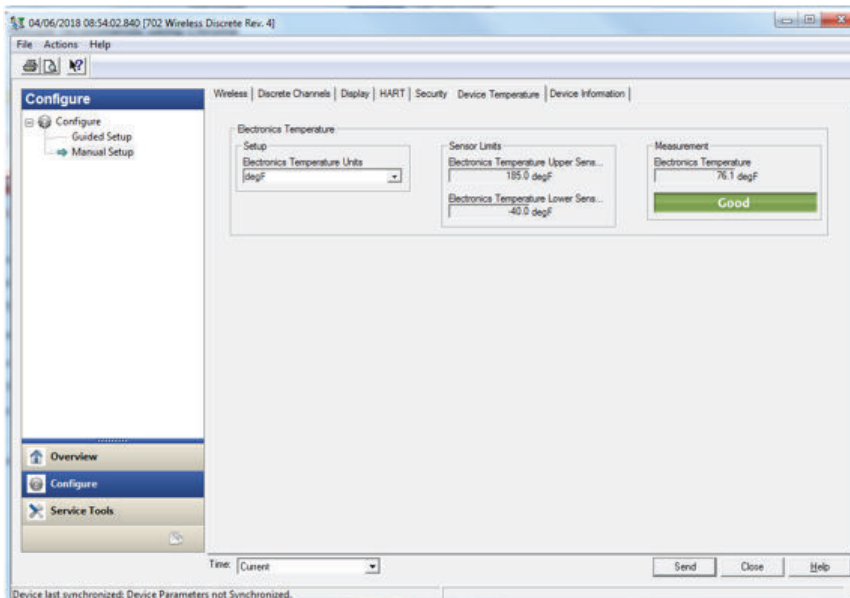 04/06/2018 08:54:02.840 [702 Wireless Discrete Rev. 4]
File Actions Help
Configure
Configure
Guided Setup
Manual Setup
Overview
Configure
Service Tools
Wireless Discrete Channels Display HART Security Device Temperature Device Information
Electronics Temperature
Setup
Electronics Temperature Units
degF
Sensor Limits
Electronics Temperature Upper Sens...
185.0 degF
Electronics Temperature Lower Sens...
-40.0 degF
Measurement
Electronics Temperature
76.1 degF
Good
Time: Current
Send Close Help
Device last synchronized: Device Parameters not Synchronized.